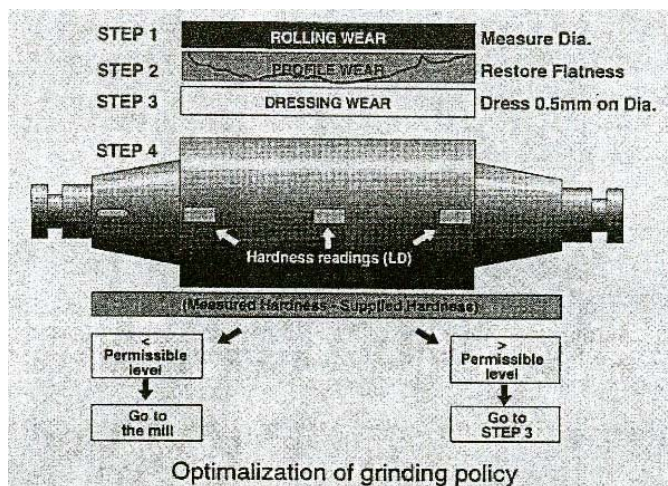 STEP 1 ROLLING WEAR Measure Dia.
STEP 2 PROFILE WEAR Restore Flatness
STEP 3 DRESSING WEAR Dress 0.5mm on Dia.
STEP 4
Hardness readings (LD)
(Measured Hardness - Supplied Hardness)
<
Permissible
level
>
Permissible
level
Go to
the mill
Go to
STEP 3
Optimalization of grinding policy